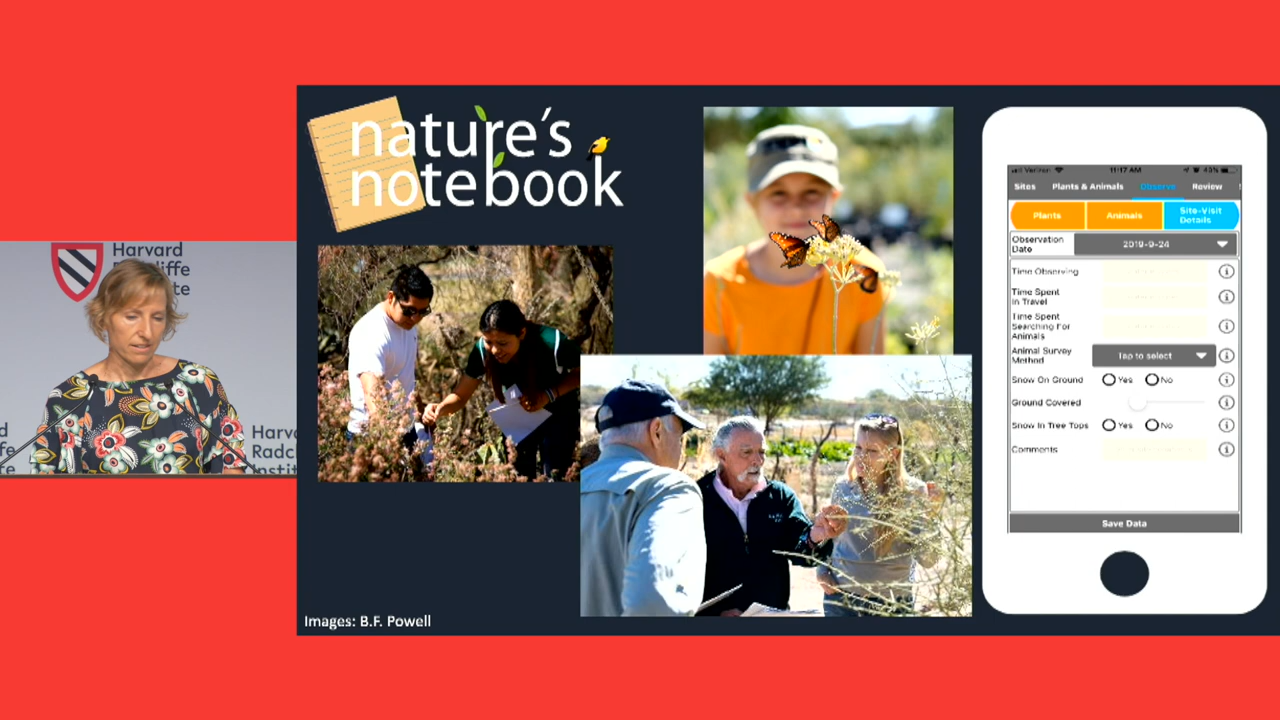 nature's
notebook
Harvard
Institute
Harvard
Images: B.F. Powell
Verizon 11:17 AM 43%
Sites Plants & Animals Observe Review
Plants Animals Site-Visit
Details
Observation
Date
2019-9-24
Time Observing
Time Spent
In Travel
Time Spent
Searching For
Animals
Animal Survey
Method
Tap to select
Snow On Ground Yes No
Ground Covered
Snow In Tree Tops Yes No
Comments
Save Data